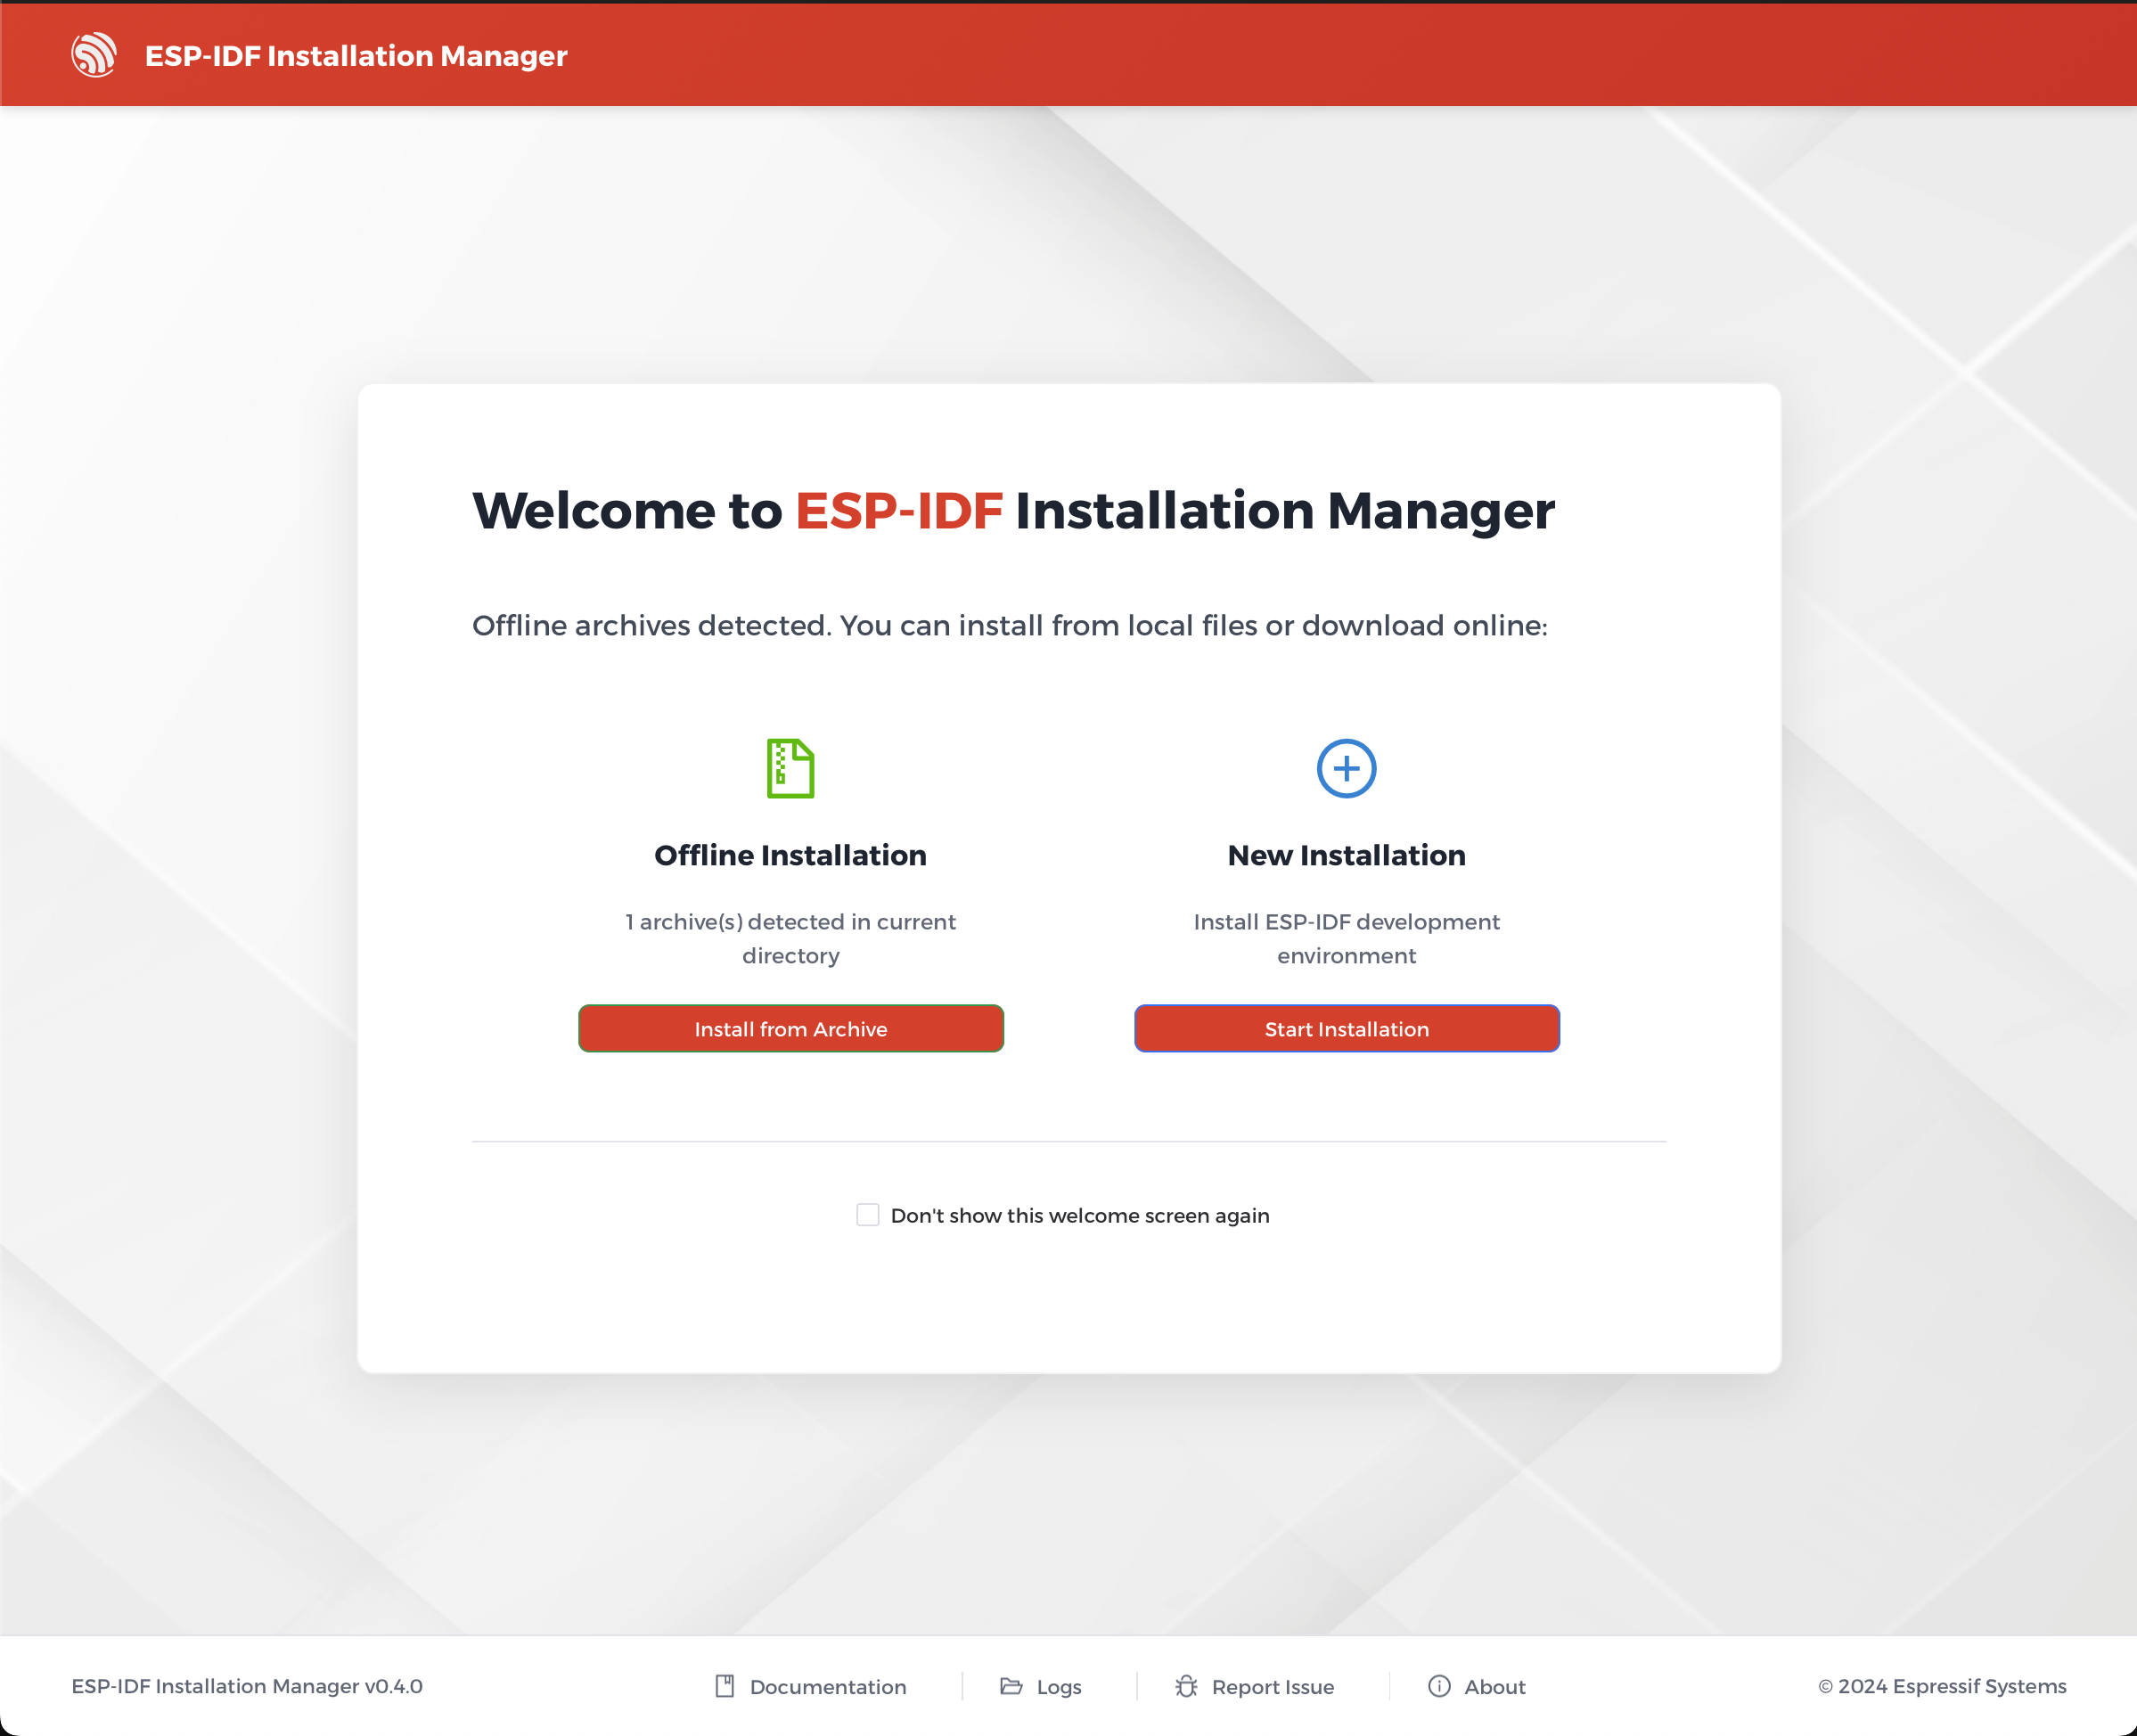 ESP-IDF Installation Manager
Welcome to ESP-IDF Installation Manager
Offline archives detected. You can install from local files or download online:
Offline Installation
1 archive(s) detected in current
directory
Install from Archive
New Installation
Install ESP-IDF development
environment
Start Installation
Don't show this welcome screen again
ESP-IDF Installation Manager v0.4.0
Documentation
Logs
Report Issue
About
© 2024 Espressif Systems